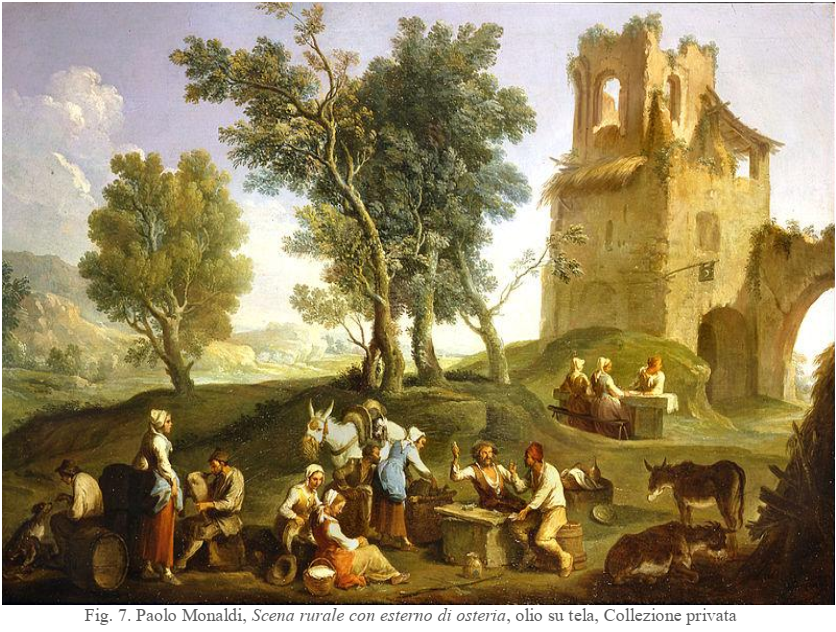 Fig. 7. Paolo Monaldi, Scena rurale con esterno di osteria, olio su tela, Collezione privata